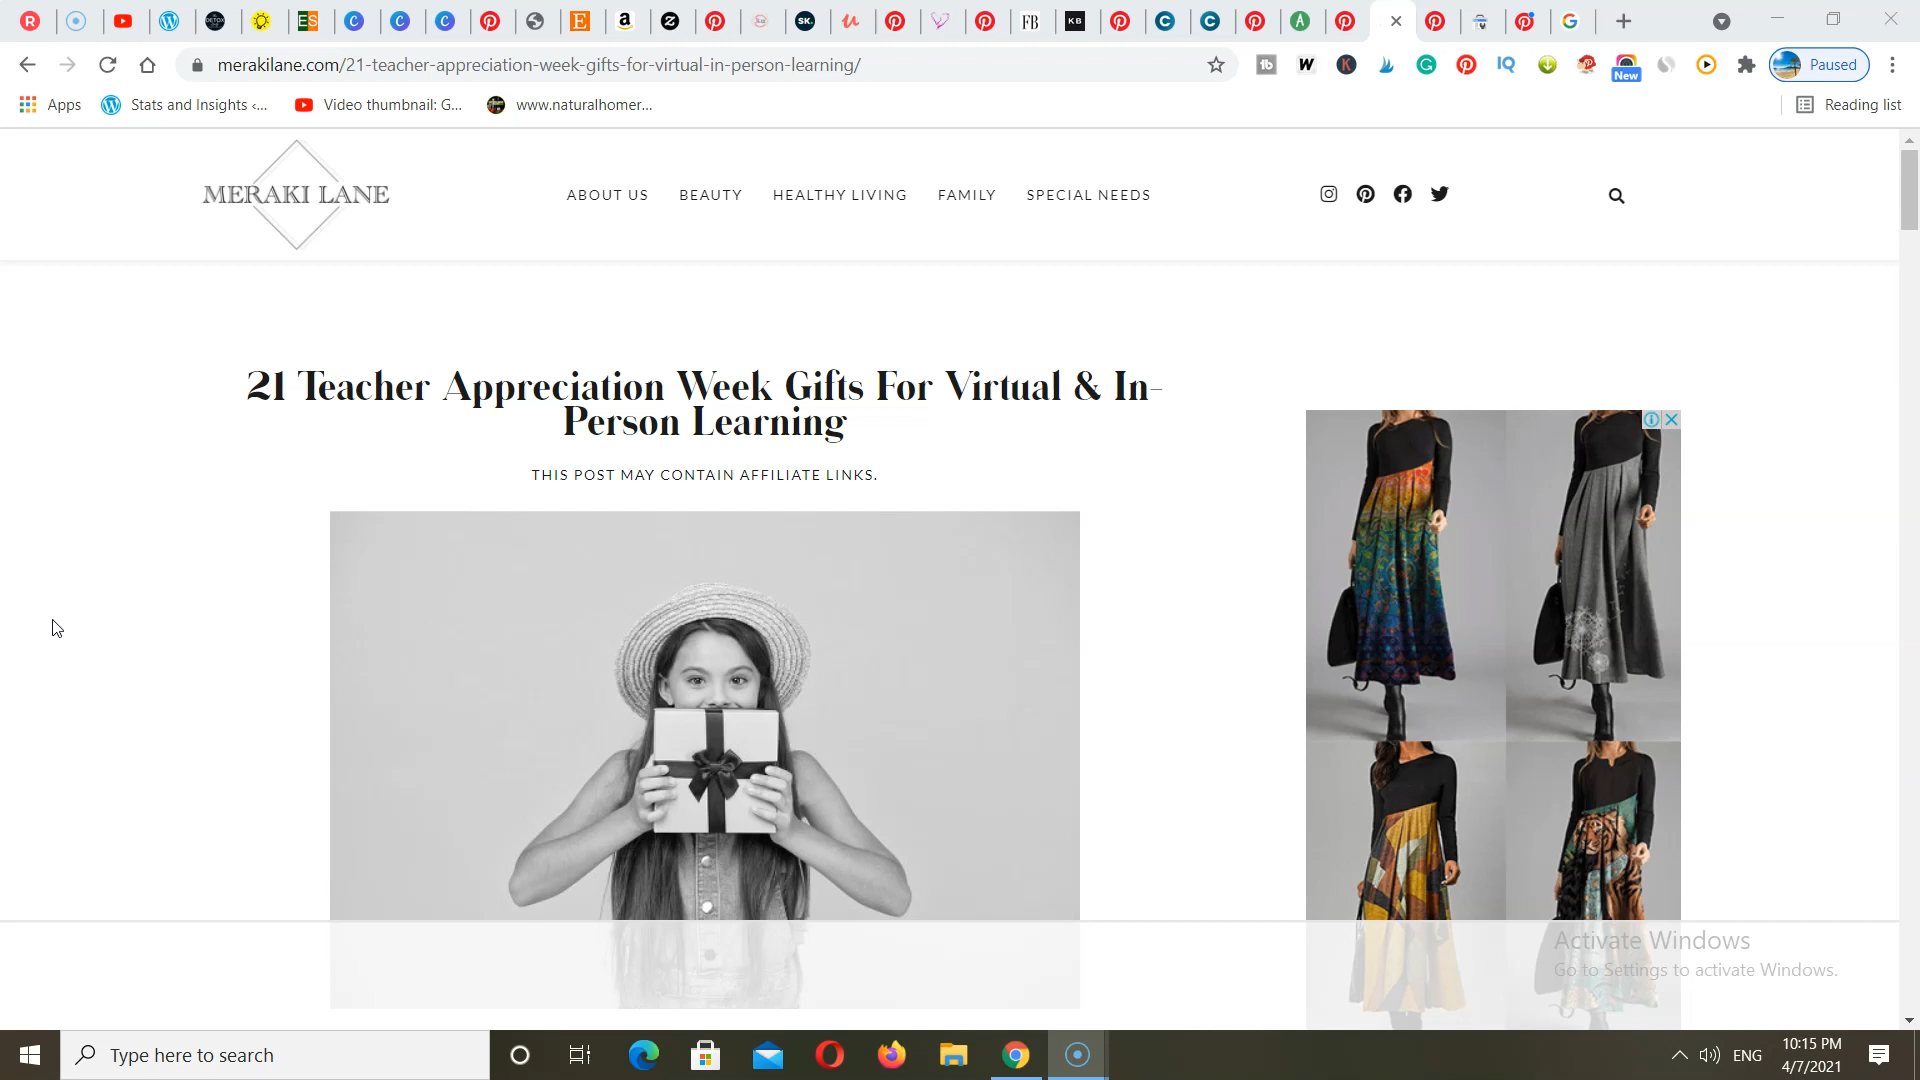 merakilane.com/21-teacher-appreciation-week-gifts-for-virtual-in-person-learning/
New
Paused
Apps
Stats and Insights ‹...
Video thumbnail: G...
www.naturalhomer...
Reading list
MERAKI LANE
ABOUT US
BEAUTY
HEALTHY LIVING
FAMILY
SPECIAL NEEDS
21 Teacher Appreciation Week Gifts For Virtual & In-
Person Learning
THIS POST MAY CONTAIN AFFILIATE LINKS.
Activate Windows
Go to Settings to activate Windows.
Type here to search
ENG
10:15 PM
4/7/2021